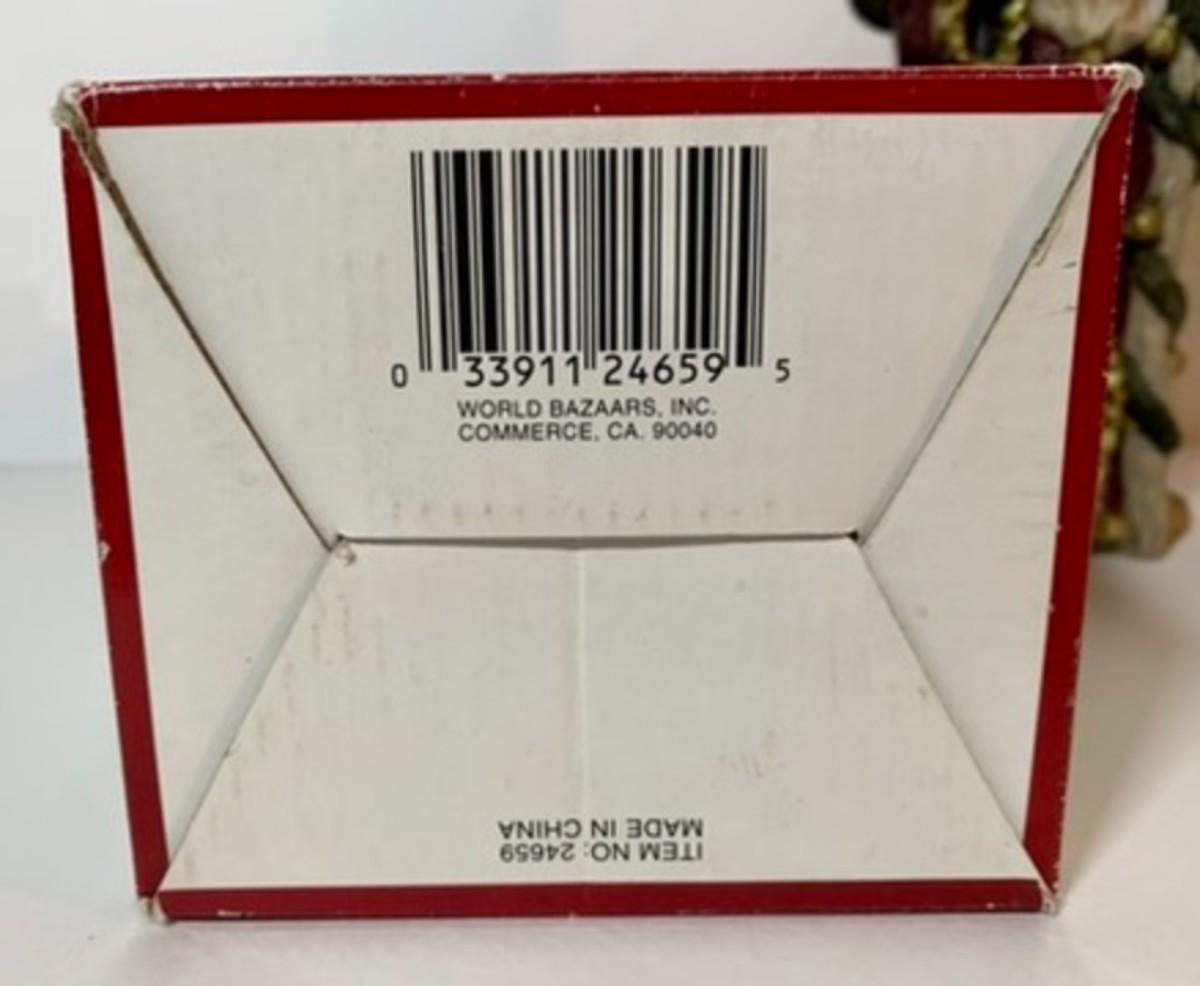 0 33911 24659 5
WORLD BAZAARS, INC.
COMMERCE, CA. 90040
ITEM NO: 24659
MADE IN CHINA